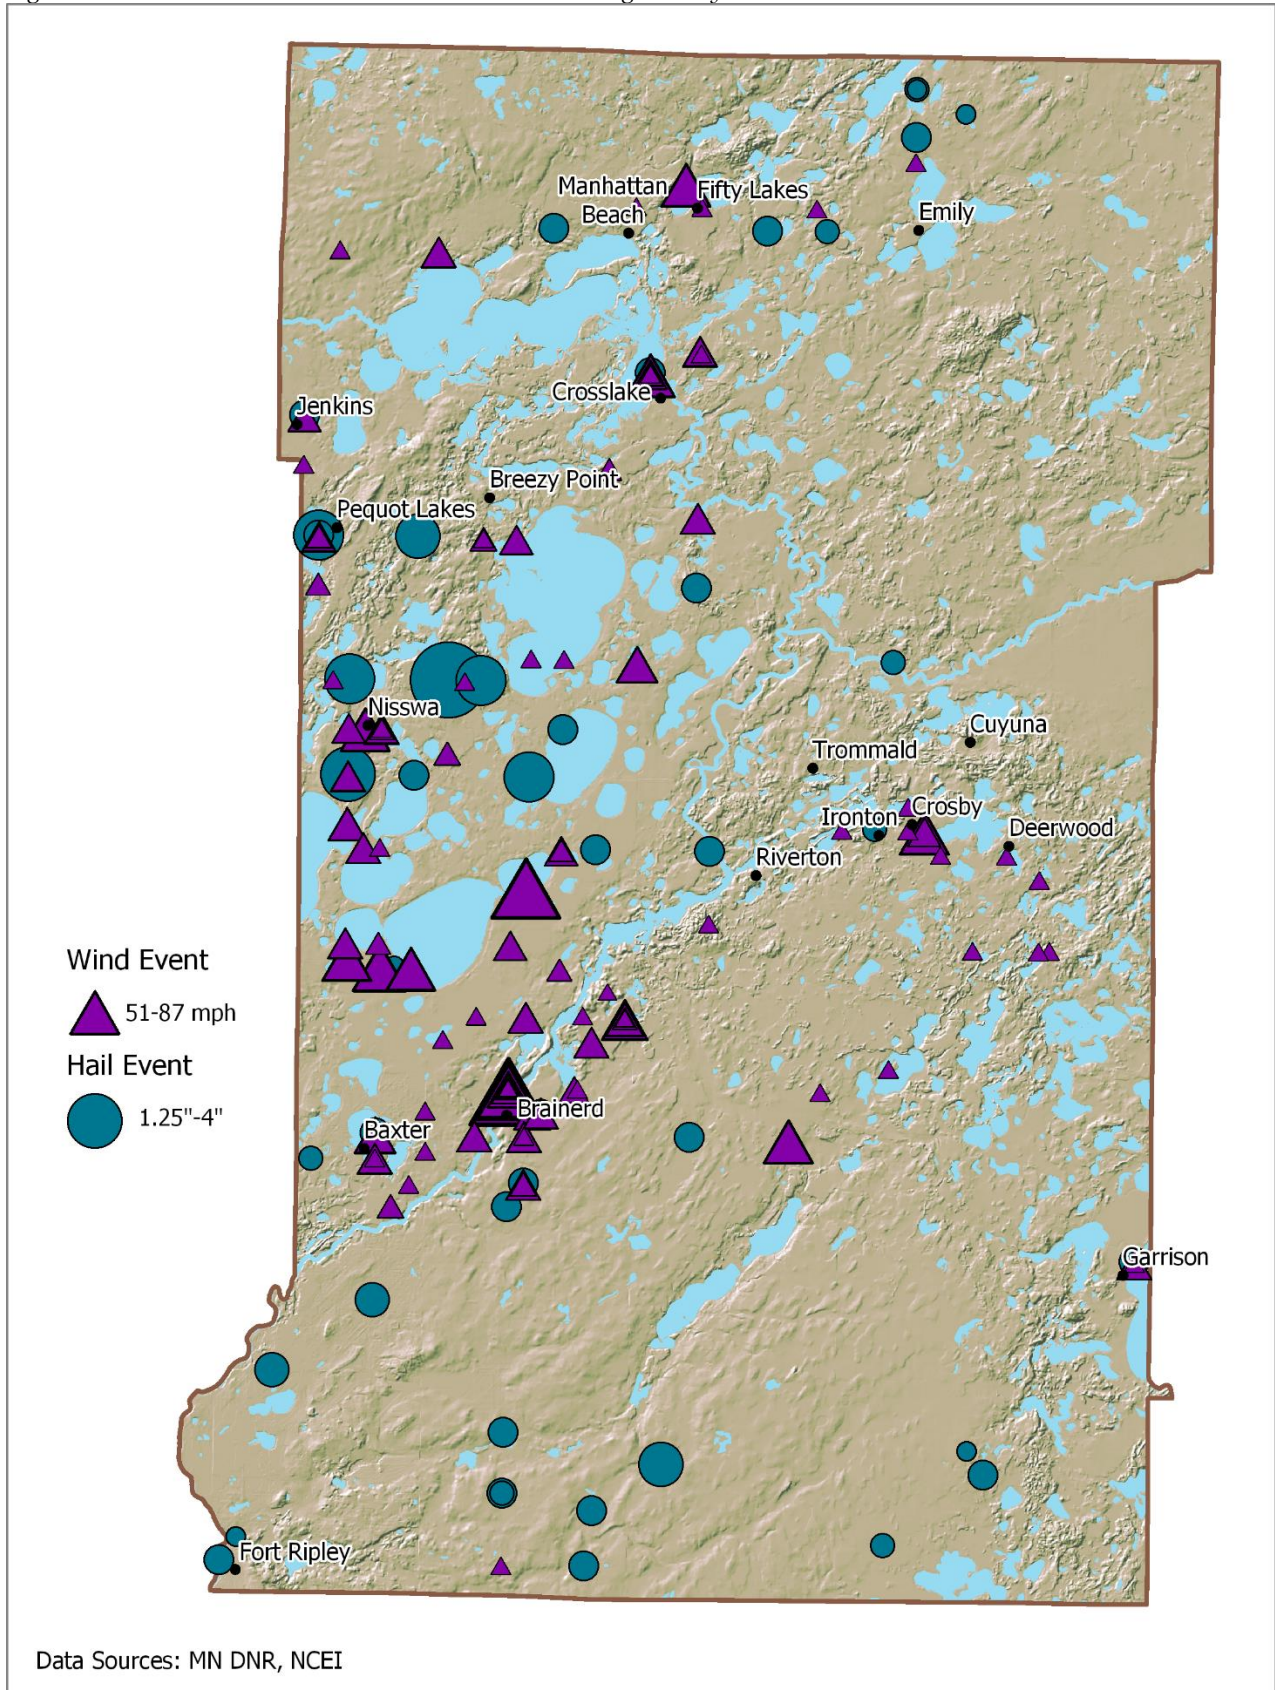 Manhattan
Beach
Fifty Lakes
Emily
Crosslake
Jenkins
Breezy Point
Pequot Lakes
Nisswa
Cuyuna
Trommald
Ironton
Crosby
Deerwood
Riverton
Wind Event
51-87 mph
Hail Event
1.25"-4"
Brainerd
Baxter
Garrison
Fort Ripley
Data Sources: MN DNR, NCEI